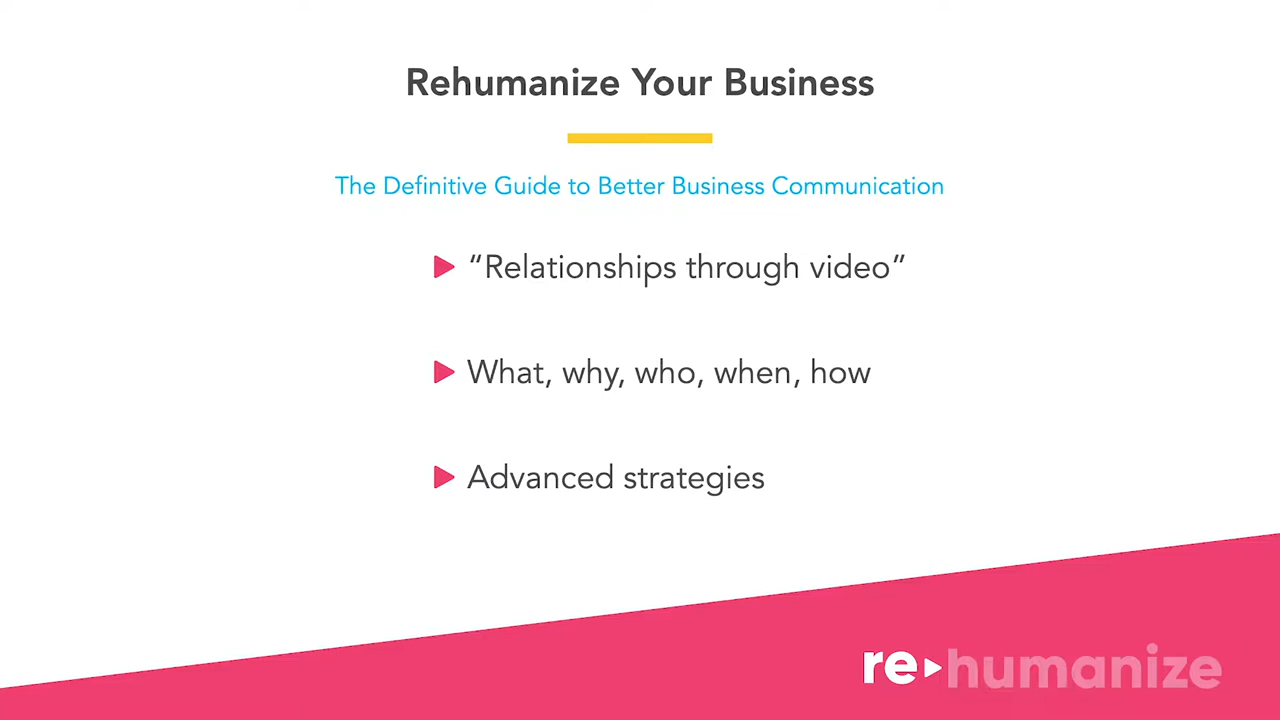 Rehumanize Your Business
The Definitive Guide to Better Business Communication
“Relationships through video”
What, why, who, when, how
Advanced strategies
re humanize